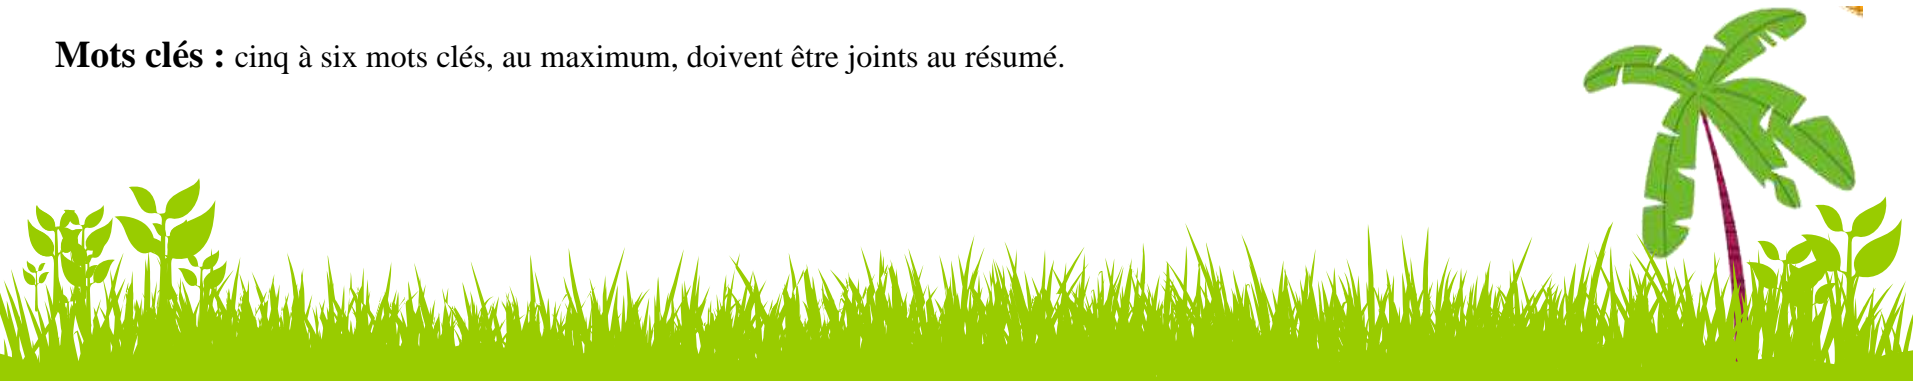 Mots clés : cinq à six mots clés, au maximum, doivent être joints au résumé.